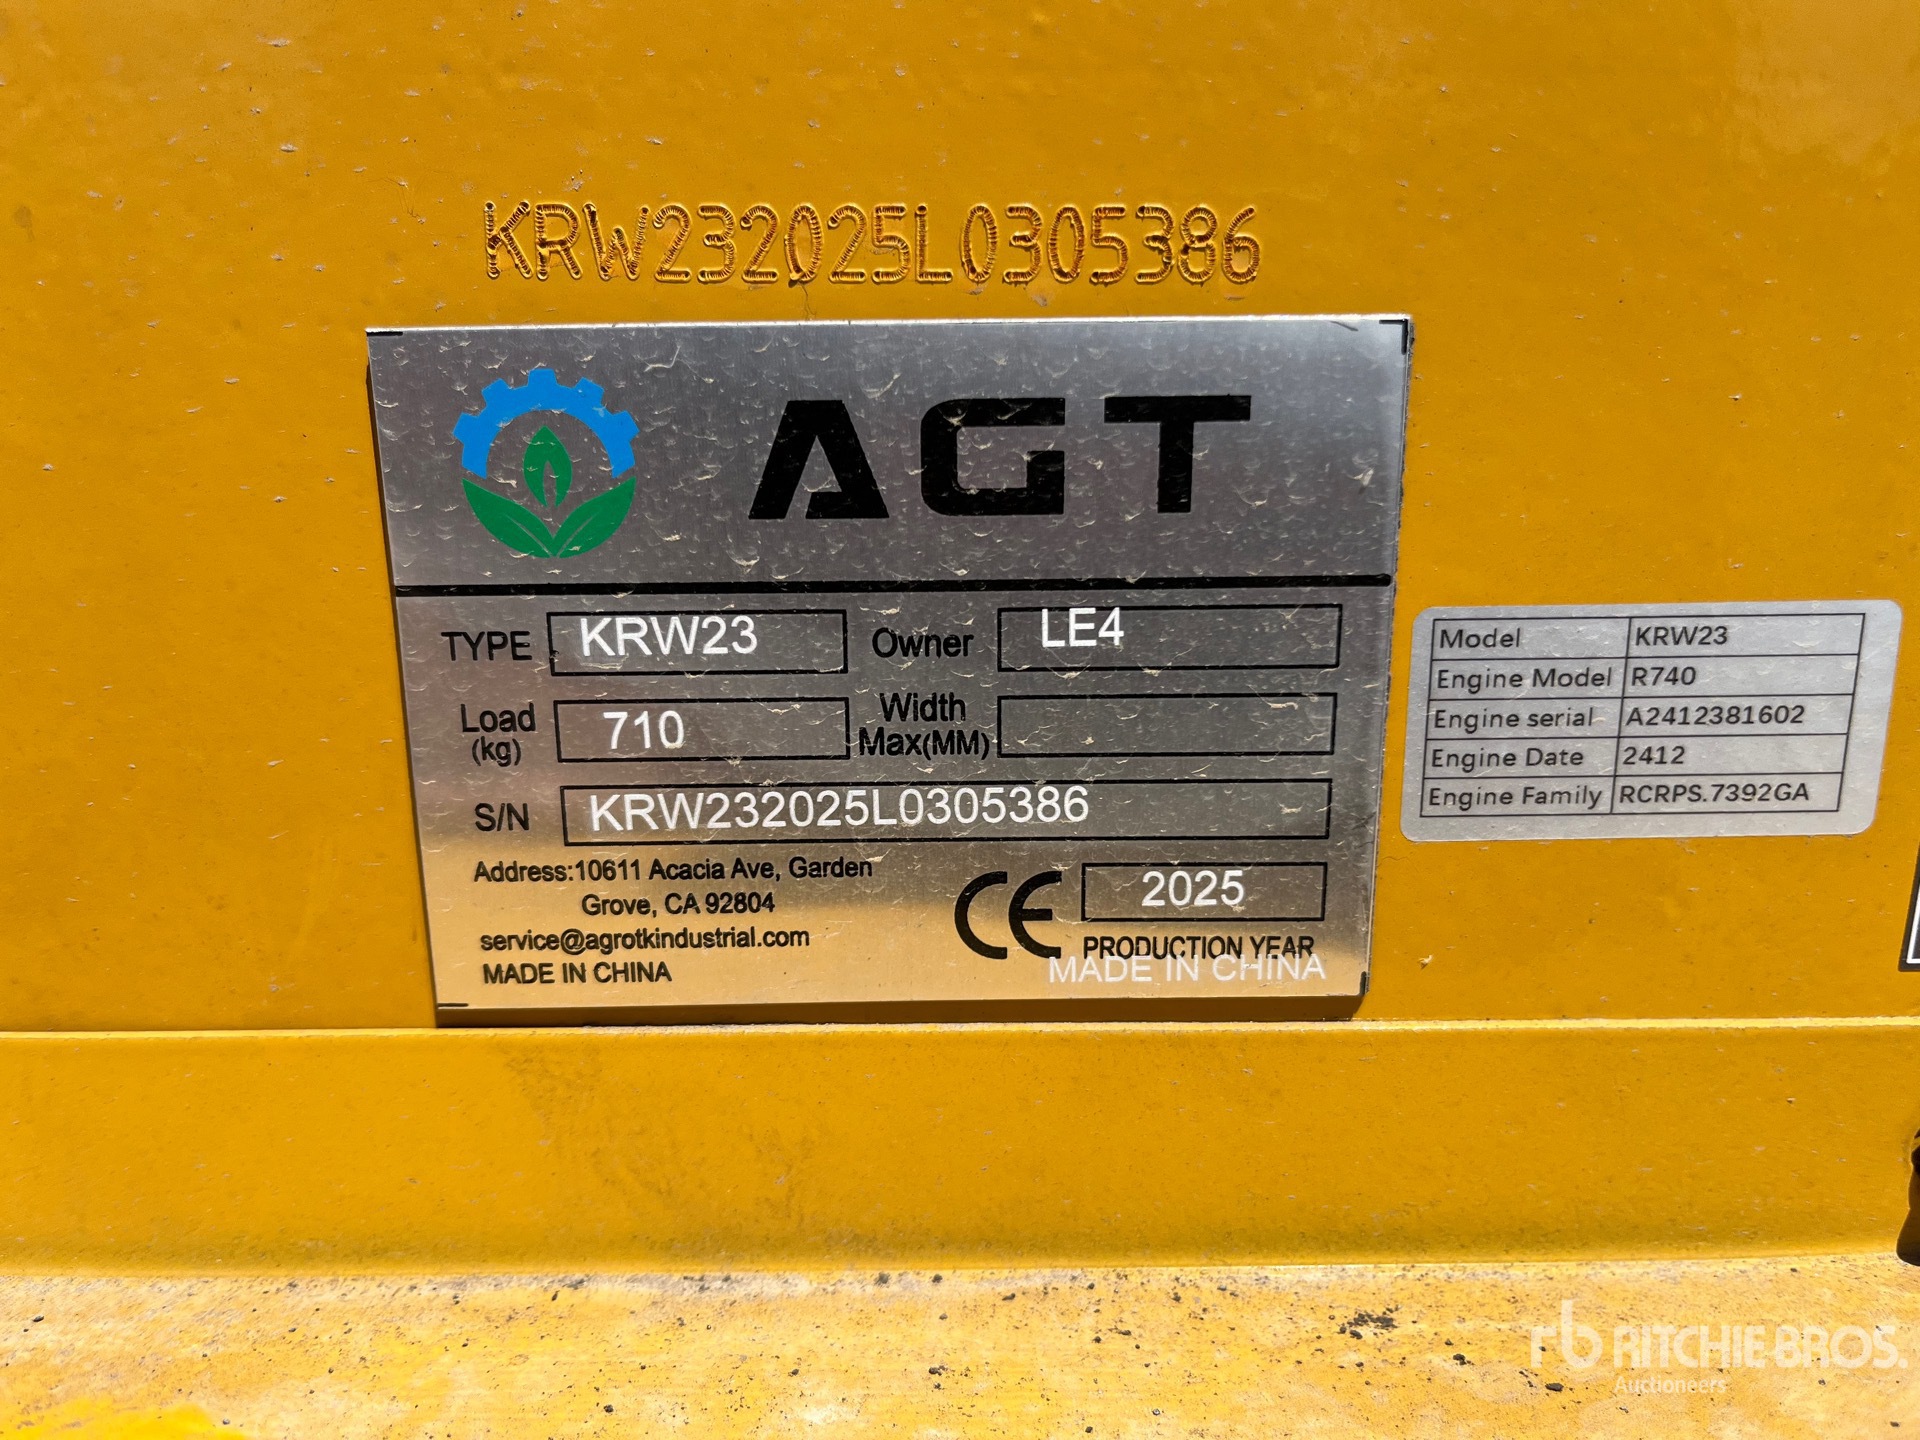 KRW232025L0305386
AGT
TYPE KRW23 Owner LE4
Load (kg) 710 Width Max(MM)
S/N KRW232025L0305386
Address:10611 Acacia Ave, Garden
Grove, CA 92804
service@agrotkindustrial.com
MADE IN CHINA
CE 2025
PRODUCTION YEAR
MADE IN CHINA
Model KRW23
Engine Model R740
Engine serial A2412381602
Engine Date 2412
Engine Family RCRPS.7392GA
rb RITCHIE BROS.
Auctioneers